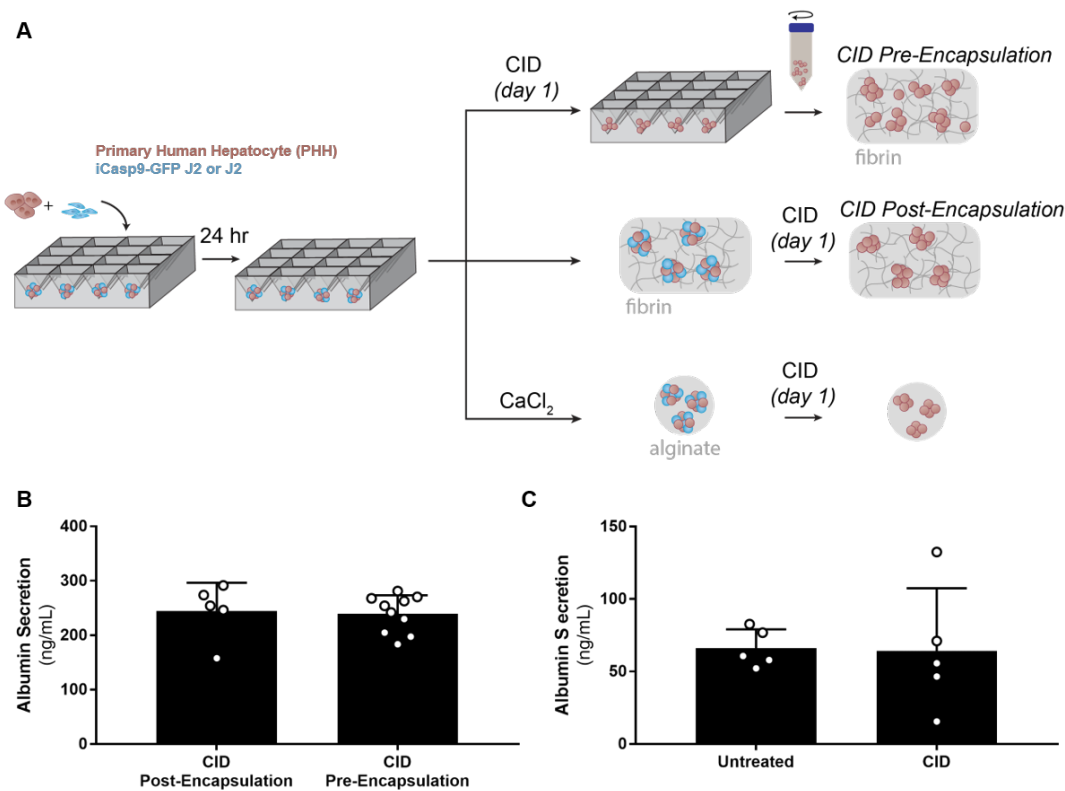 A
Primary Human Hepatocyte (PHH)
iCasp9-GFP J2 or J2
+
24 hr
CID
(day 1)
CID Pre-Encapsulation
fibrin
fibrin
CID
(day 1)
CID Post-Encapsulation
CaCl2
alginate
CID
(day 1)
B
Albumin Secretion
(ng/mL)
400
300
200
100
0
CID
Post-Encapsulation
CID
Pre-Encapsulation
C
Albumin S ecretion
(ng/mL)
150
100
50
0
Untreated
CID